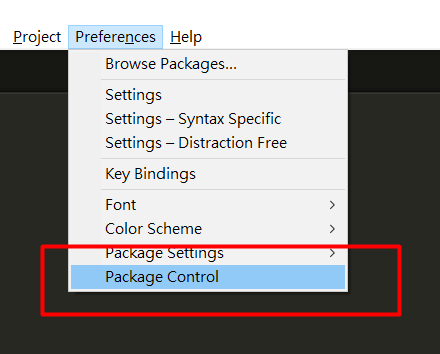 Project Preferences Help
Browse Packages...
Settings
Settings – Syntax Specific
Settings – Distraction Free
Key Bindings
Font
Color Scheme
Package Settings
Package Control